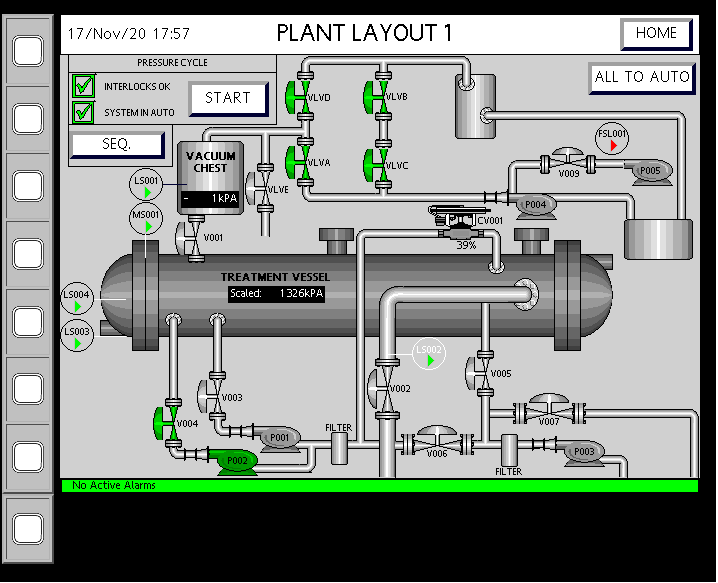 17/Nov/20 17:57
PLANT LAYOUT 1
HOME
PRESSURE CYCLE
INTERLOCKS OK
SYSTEM IN AUTO
START
ALL TO AUTO
SEQ.
VLVD
VLVB
VLVA
VLVC
VLVE
FSL001
V009
P005
VACUUM
CHEST
- 1kPA
LS001
MS001
V001
P004
CV001
39%
TREATMENT VESSEL
Scaled: 1326kPA
LS004
LS003
LS002
V002
V005
V003
V004
V007
FILTER
P001
P002
V006
P003
FILTER
No Active Alarms